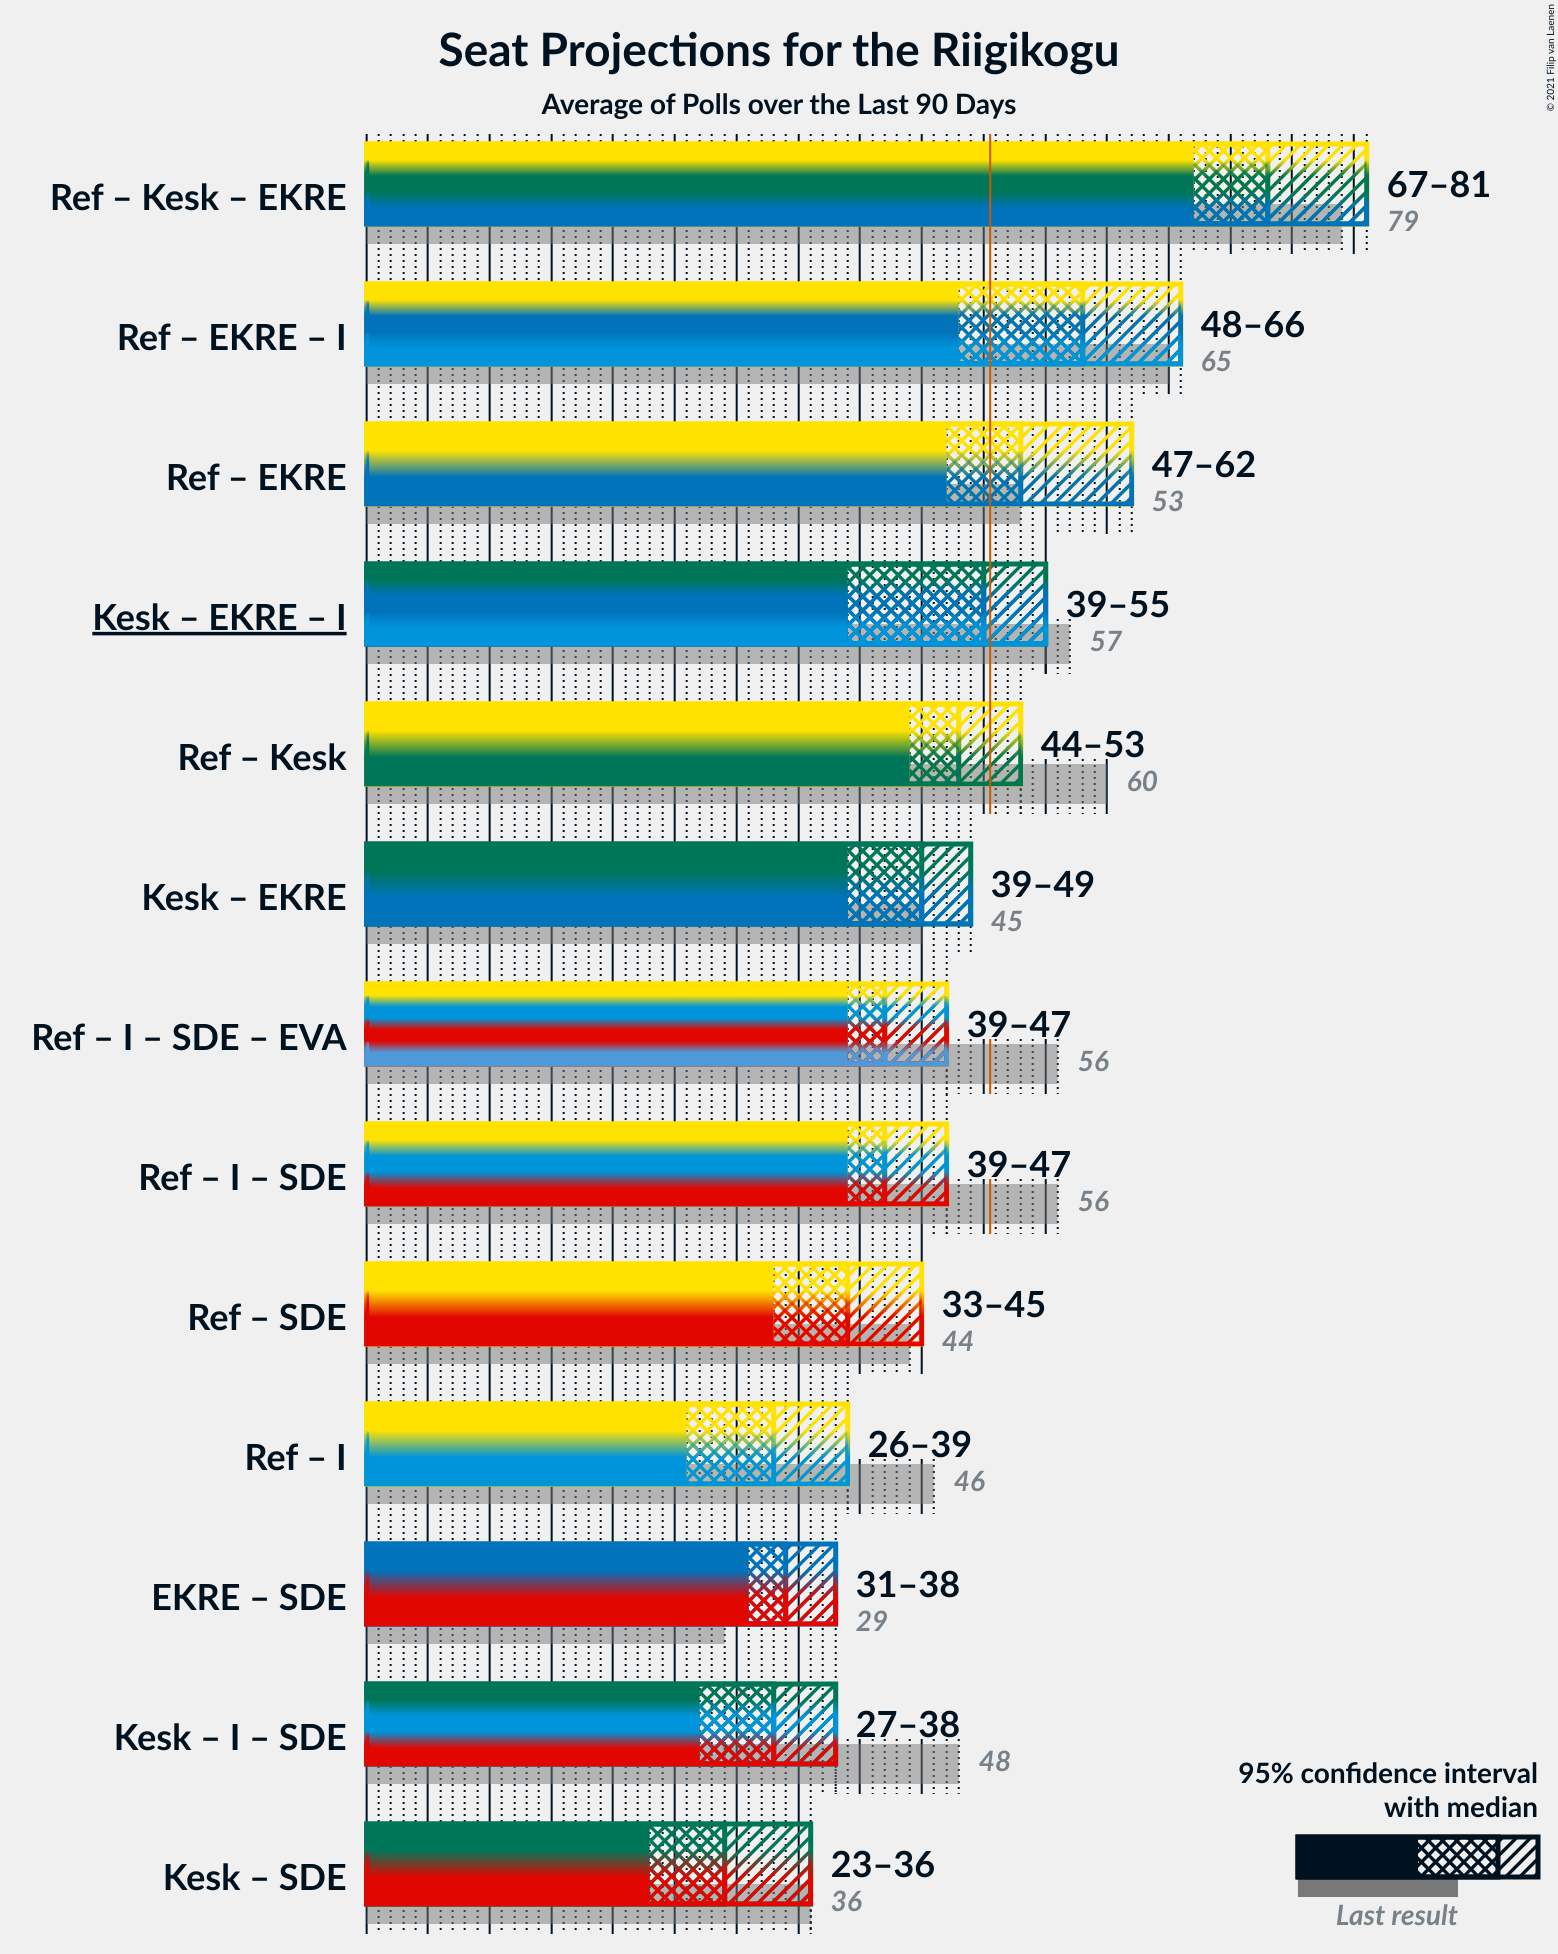 Seat Projections for the Riigikogu
Average of Polls over the Last 90 Days
© 2021 Filip van Laenen
Ref – Kesk – EKRE
67–81
79
Ref – EKRE – I
48–66
65
Ref – EKRE
47–62
53
Kesk – EKRE – I
39–55
57
Ref – Kesk
44–53
60
Kesk – EKRE
39–49
45
Ref – I – SDE – EVA
39–47
56
Ref – I – SDE
39–47
56
Ref – SDE
33–45
44
Ref – I
26–39
46
EKRE – SDE
31–38
29
Kesk – I – SDE
27–38
48
Kesk – SDE
23–36
36
95% confidence interval
with median
Last result